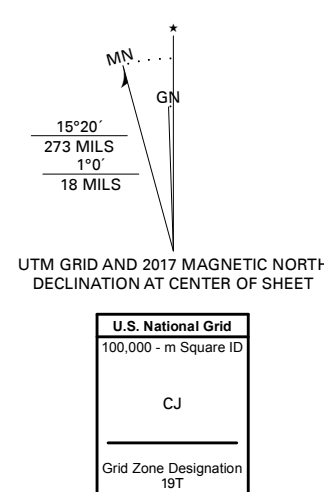 ★
MN
GN
15°20´
273 MILS
1°0´
18 MILS
UTM GRID AND 2017 MAGNETIC NORTH
DECLINATION AT CENTER OF SHEET
U.S. National Grid
100,000 - m Square ID
CJ
Grid Zone Designation
19T